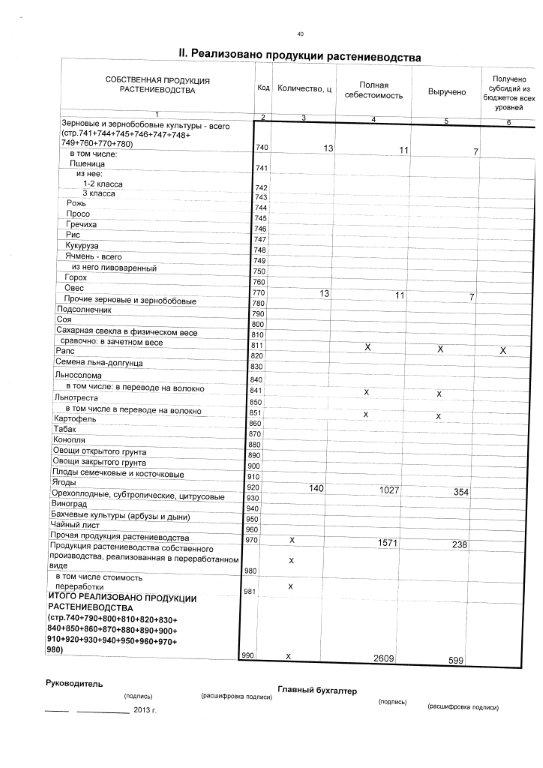 40
II. Реализовано продукции растениеводства
СОБСТВЕННАЯ ПРОДУКЦИЯ РАСТЕНИЕВОДСТВА Код Количество, ц Полная себестоимость Выручено Получено субсидий из бюджетов всех уровней
1 2 3 4 5 6
Зерновые и зернобобовые культуры - всего
(стр.741+744+745+746+747+748+
749+760+770+780) 740 13 11 7
в том числе:
Пшеница 741
из нее:
1-2 класса 742
3 класса 743
Рожь 744
Просо 745
Гречиха 746
Рис 747
Кукуруза 748
Ячмень - всего 749
из него пивоваренный 750
Горох 760
Овес 770 13 11 7
Прочие зерновые и зернобобовые 780
Подсолнечник 790
Соя 800
Сахарная свекла в физическом весе 810
справочно: в зачетном весе 811 X X X
Рапс 820
Семена льна-долгунца 830
Льносолома 840
в том числе: в переводе на волокно 841 X X
Льнотреста 850
в том числе в переводе на волокно 851 X X
Картофель 860
Табак 870
Конопля 880
Овощи открытого грунта 890
Овощи закрытого грунта 900
Плоды семечковые и косточковые 910
Ягоды 920 140 1027 354
Орехоплодные, субтропические, цитрусовые 930
Виноград 940
Бахчевые культуры (арбузы и дыни) 950
Чайный лист 960
Прочая продукция растениеводства 970 X 1571 238
Продукция растениеводства собственного
производства, реализованная в переработанном
виде 980 X
в том числе стоимость
переработки 981 X
ИТОГО РЕАЛИЗОВАНО ПРОДУКЦИИ
РАСТЕНИЕВОДСТВА
(стр.740+790+800+810+820+830+
840+850+860+870+880+890+900+
910+920+930+940+950+960+970+
980) 990 X 2609 599
Руководитель Главный бухгалтер
(подпись) (расшифровка подписи) (подпись) (расшифровка подписи)
2013 г.